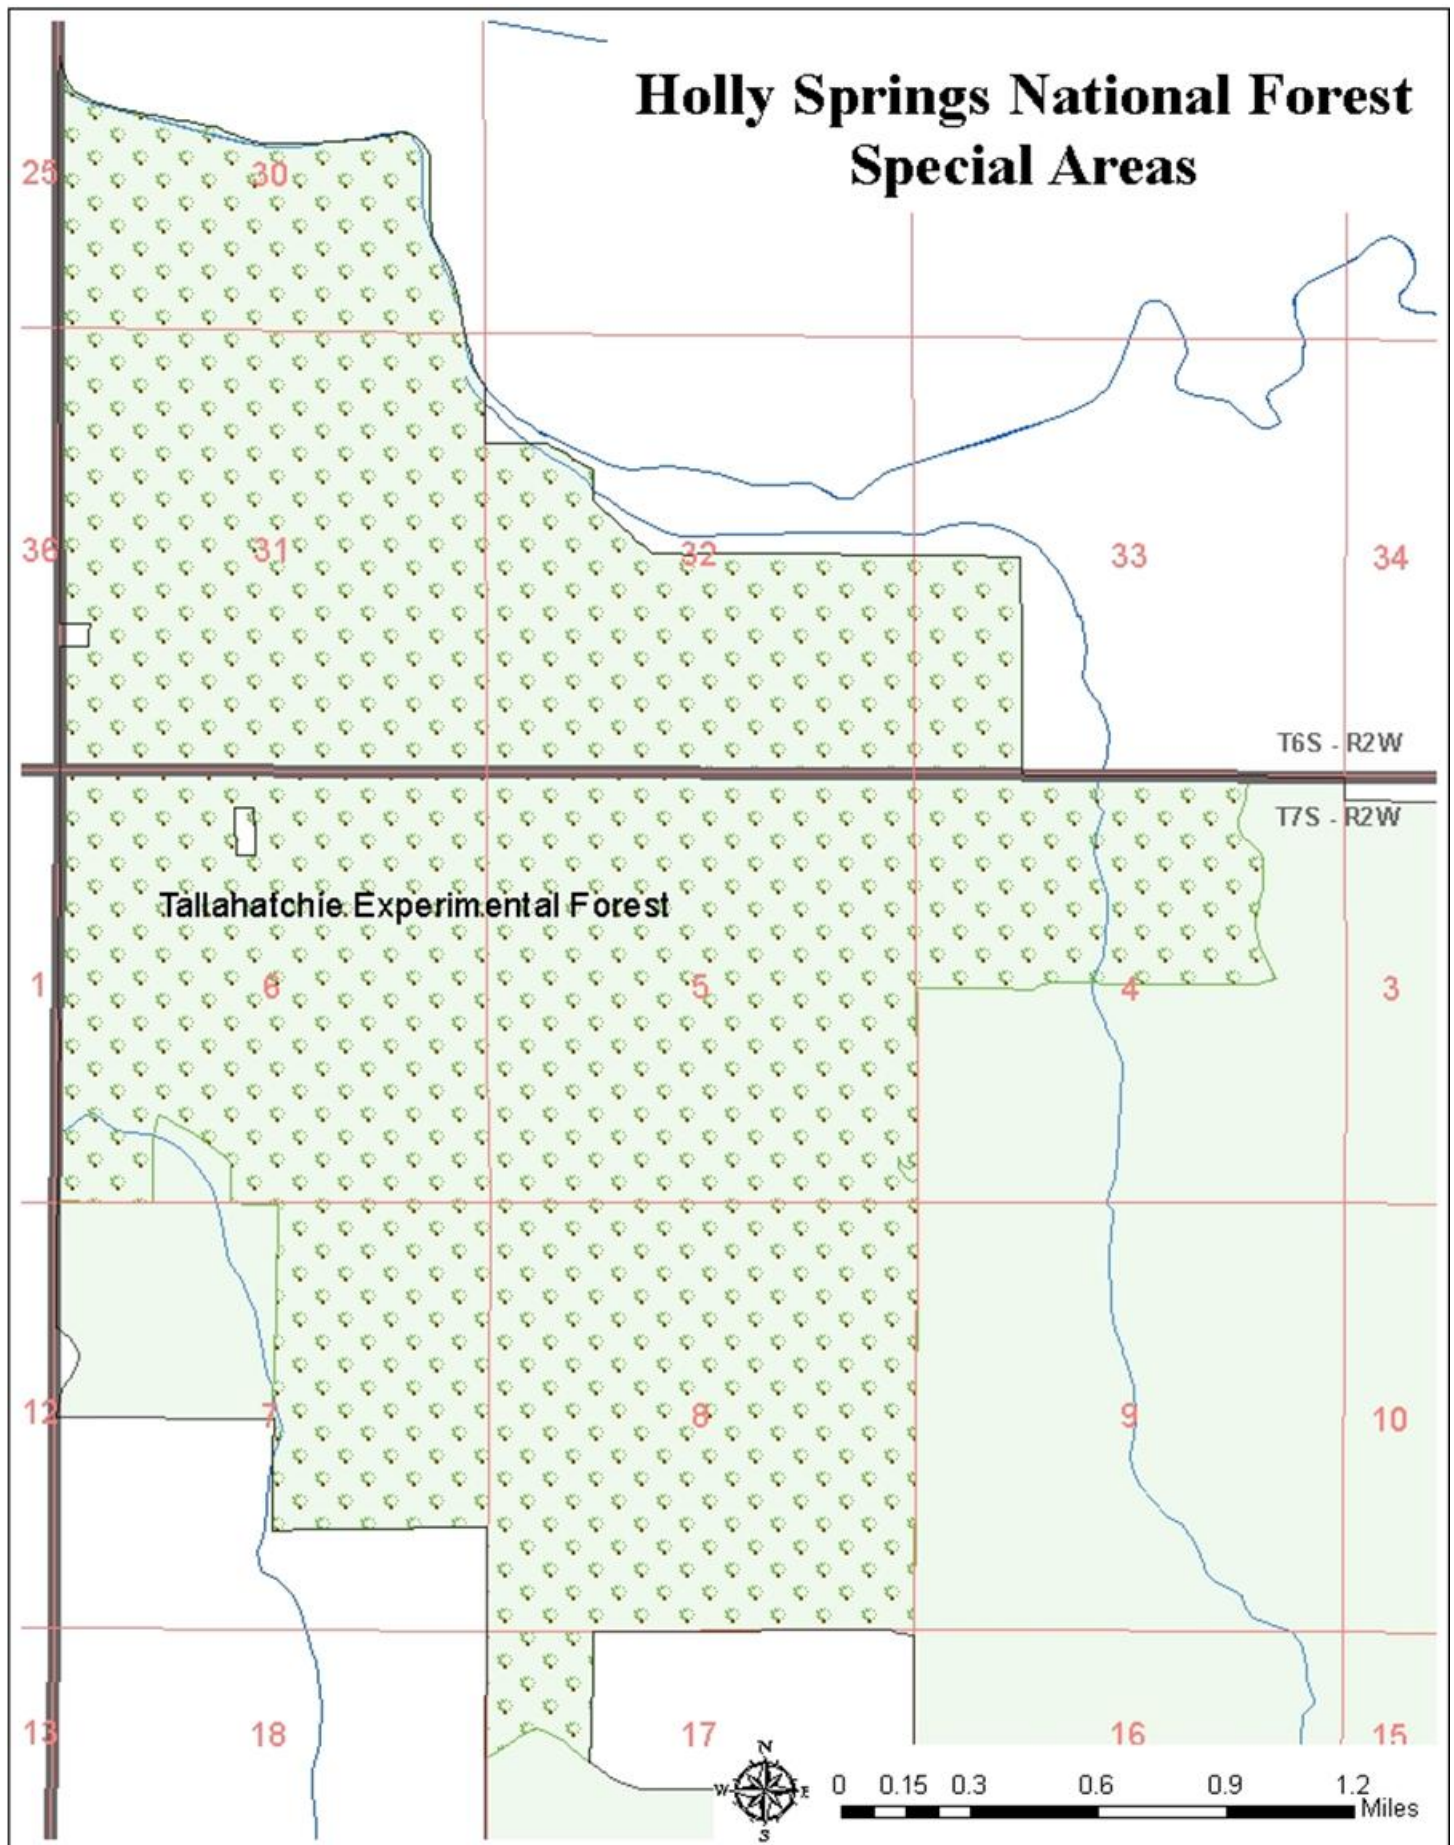 Holly Springs National Forest
Special Areas
25
30
36
31
32
33
34
T6S - R2W
T7S - R2W
Tallahatchie Experimental Forest
1
6
5
4
3
12
7
8
9
10
13
18
17
16
15
N
W E
S
0 0.15 0.3 0.6 0.9 1.2
Miles